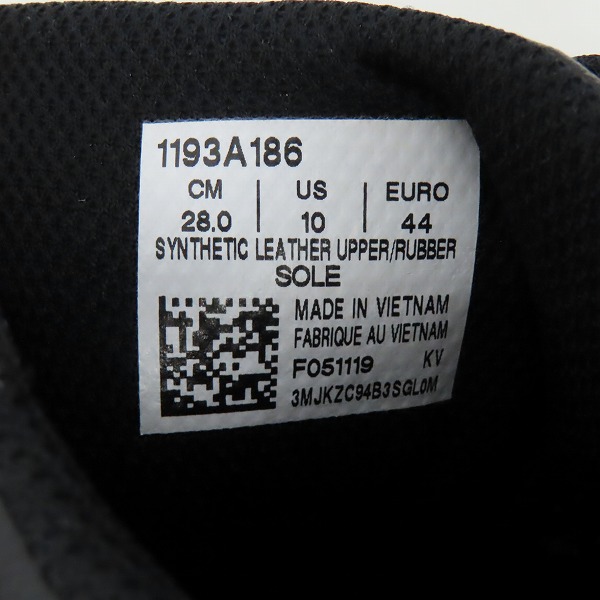 1193A186
CM | US | EURO
28.0 | 10 | 44
SYNTHETIC LEATHER UPPER/RUBBER
SOLE
MADE IN VIETNAM
FABRIQUE AU VIETNAM
F051119 KV
3MJKZC94B3SGL0M